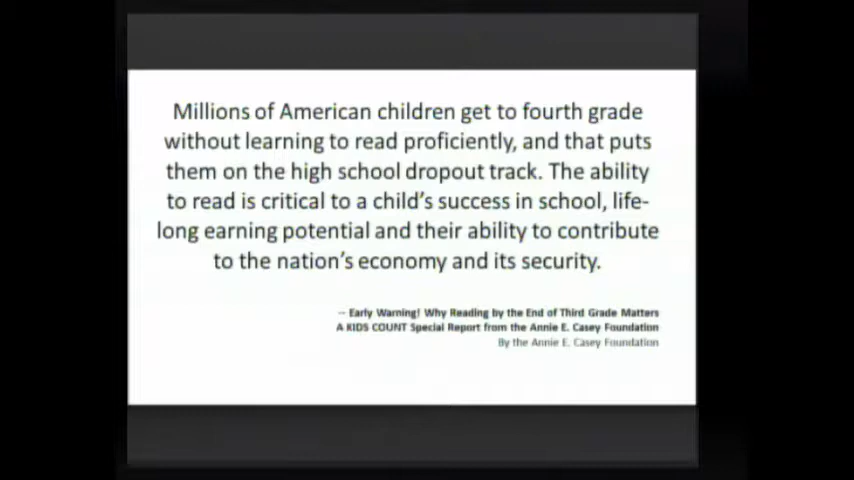 Millions of American children get to fourth grade
without learning to read proficiently, and that puts
them on the high school dropout track. The ability
to read is critical to a child's success in school, life-
long earning potential and their ability to contribute
to the nation's economy and its security.
— Early Warning! Why Reading by the End of Third Grade Matters
A KIDS COUNT Special Report from the Annie E. Casey Foundation
By the Annie E. Casey Foundation